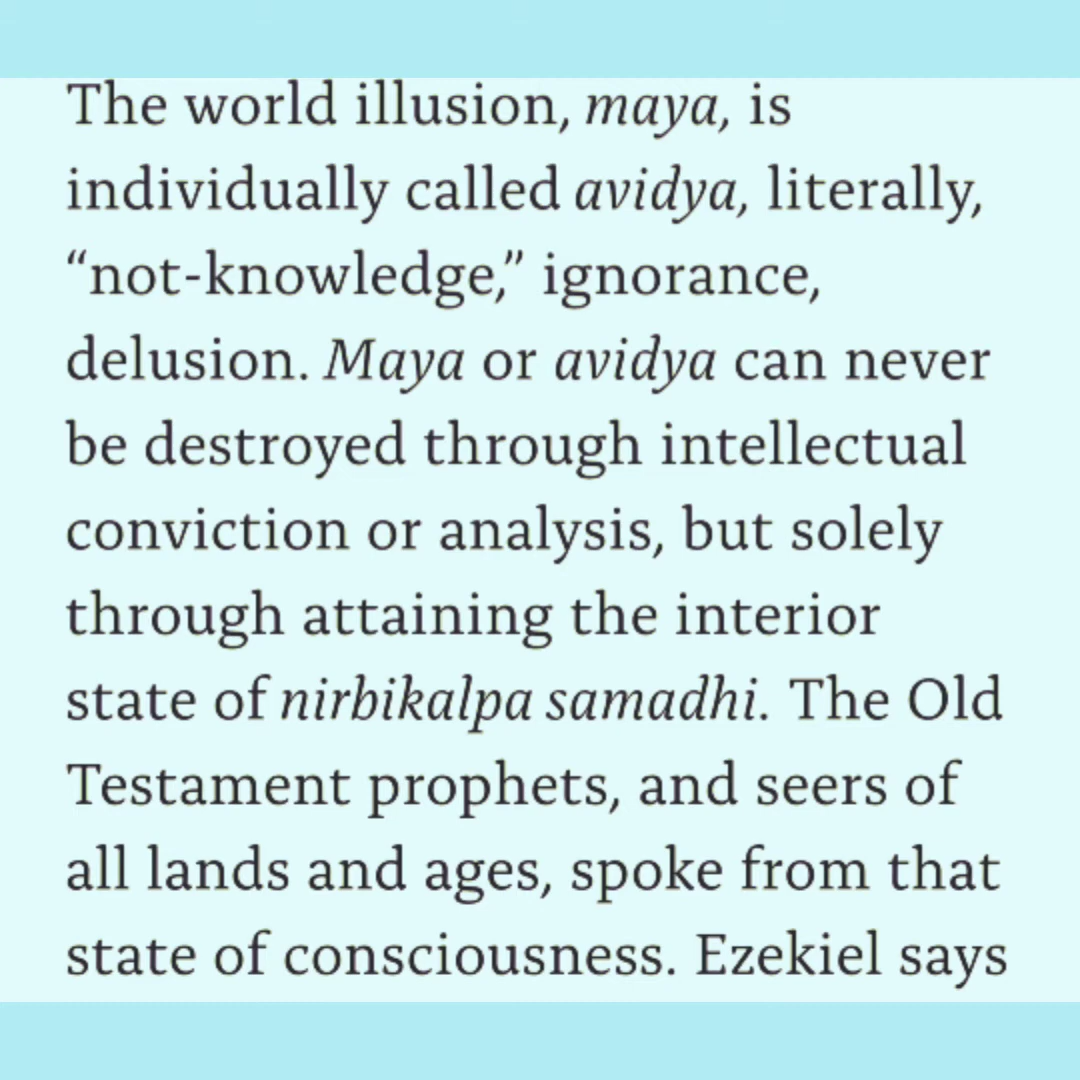 The world illusion, maya, is
individually called avidya, literally,
“not-knowledge,” ignorance,
delusion. Maya or avidya can never
be destroyed through intellectual
conviction or analysis, but solely
through attaining the interior
state of nirbikalpa samadhi. The Old
Testament prophets, and seers of
all lands and ages, spoke from that
state of consciousness. Ezekiel says